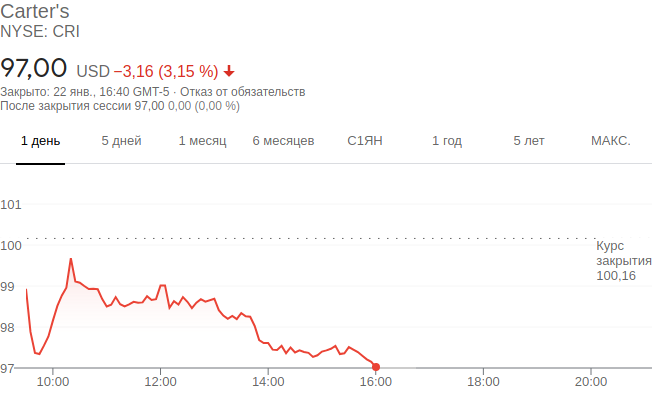 Carter's
NYSE: CRI
97,00 USD −3,16 (3,15 %)
Закрыто: 22 янв., 16:40 GMT-5 · Отказ от обязательств
После закрытия сессии 97,00 0,00 (0,00 %)
1 день 5 дней 1 месяц 6 месяцев С1ЯН 1 год 5 лет МАКС.
101
100
Курс
закрытия
100,16
99
98
97
10:00 12:00 14:00 16:00 18:00 20:00